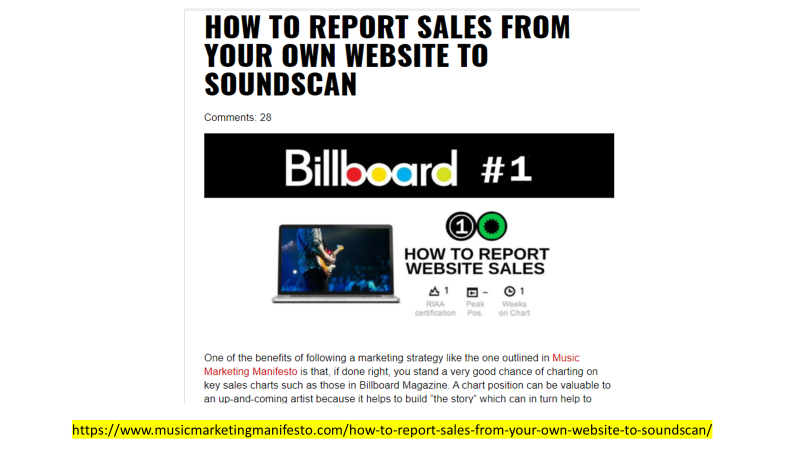 HOW TO REPORT SALES FROM
YOUR OWN WEBSITE TO
SOUNDSCAN
Comments: 28
Billboard #1
1
HOW TO REPORT
WEBSITE SALES
1 – 1
RIAA Peak Weeks
certification Pos. on Chart
One of the benefits of following a marketing strategy like the one outlined in Music
Marketing Manifesto is that, if done right, you stand a very good chance of charting on
key sales charts such as those in Billboard Magazine. A chart position can be valuable to
an up-and-coming artist because it helps to build “the story” which can in turn help to
https://www.musicmarketingmanifesto.com/how-to-report-sales-from-your-own-website-to-soundscan/